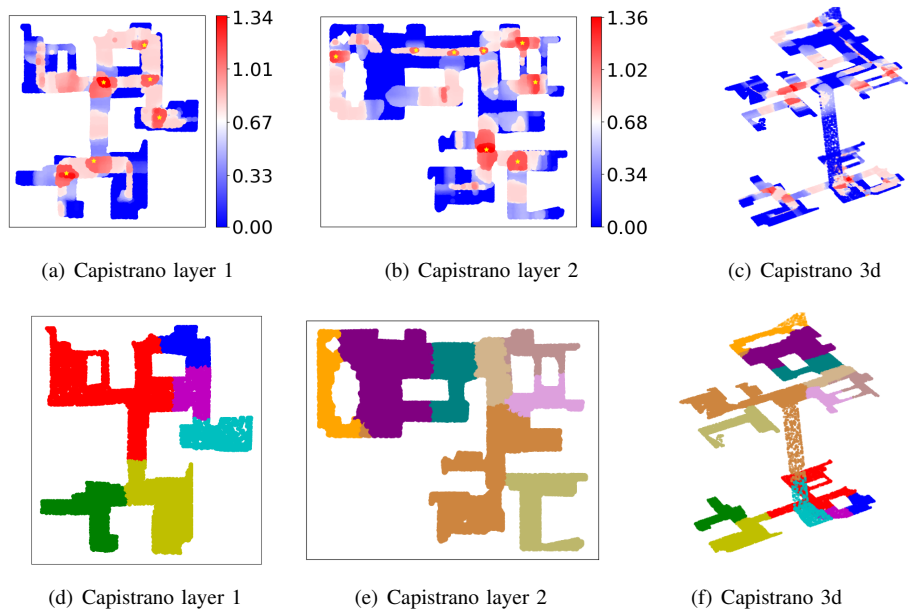 1.34
1.01
0.67
0.33
0.00
1.36
1.02
0.68
0.34
0.00
(a) Capistrano layer 1
(b) Capistrano layer 2
(c) Capistrano 3d
(d) Capistrano layer 1
(e) Capistrano layer 2
(f) Capistrano 3d